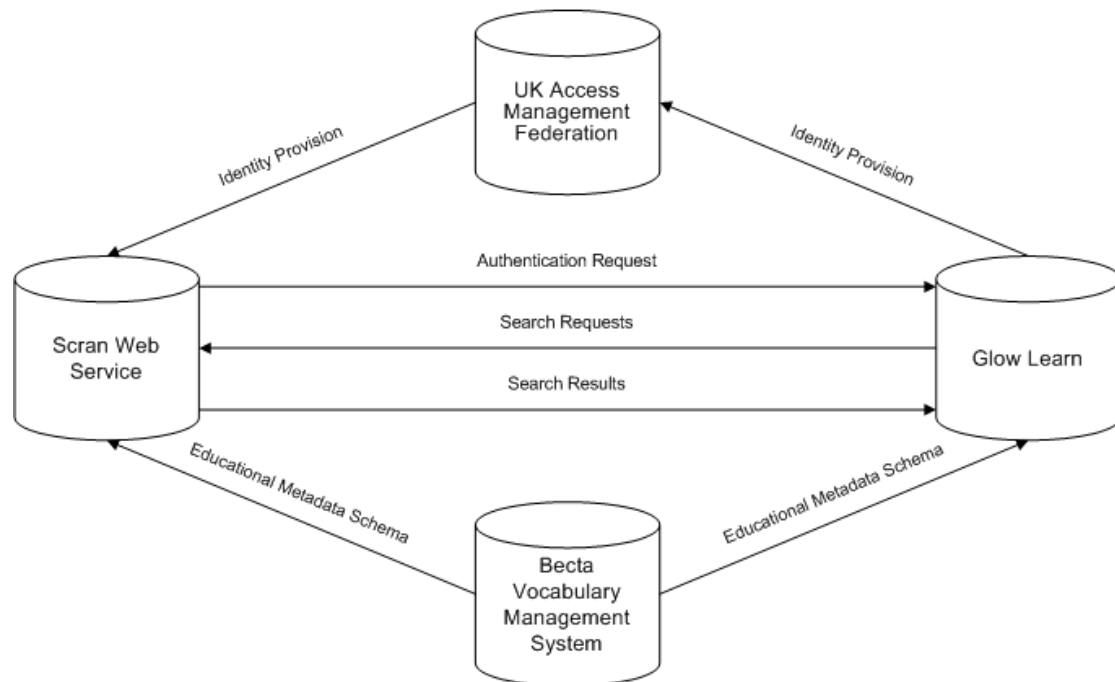 UK Access
Management
Federation
Identity Provision
Identity Provision
Authentication Request
Search Requests
Scran Web
Service
Glow Learn
Search Results
Educational Metadata Schema
Educational Metadata Schema
Becta
Vocabulary
Management
System